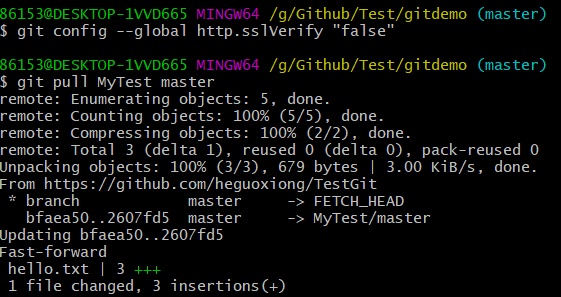 86153@DESKTOP-1VVD665 MINGW64 /g/Github/Test/gitdemo (master)
$ git config --global http.sslVerify "false"
86153@DESKTOP-1VVD665 MINGW64 /g/Github/Test/gitdemo (master)
$ git pull MyTest master
remote: Enumerating objects: 5, done.
remote: Counting objects: 100% (5/5), done.
remote: Compressing objects: 100% (2/2), done.
remote: Total 3 (delta 1), reused 0 (delta 0), pack-reused 0
Unpacking objects: 100% (3/3), 679 bytes | 3.00 KiB/s, done.
From https://github.com/heguoxiong/TestGit
 * branch            master     -> FETCH_HEAD
   bfaea50..2607fd5  master     -> MyTest/master
Updating bfaea50..2607fd5
Fast-forward
 hello.txt | 3 +++
 1 file changed, 3 insertions(+)